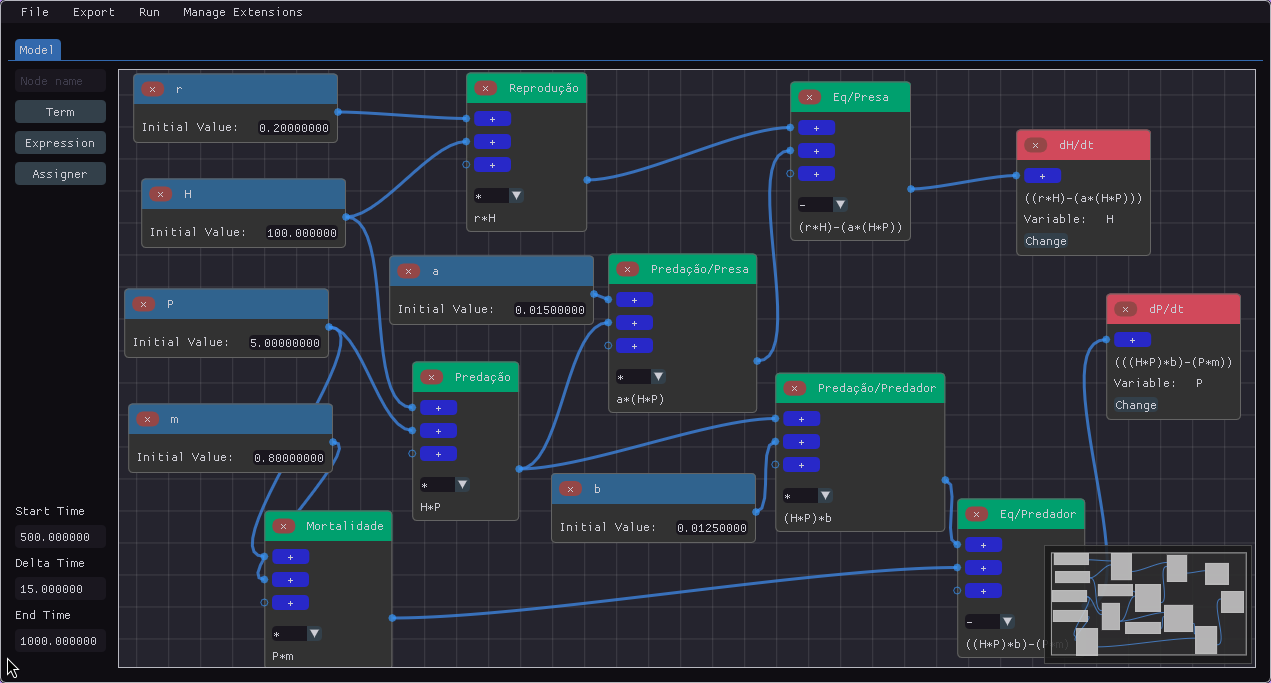 File Export Run Manage Extensions
Model
Node name
Term
Expression
Assigner
Start Time
500.000000
Delta Time
15.000000
End Time
1000.000000
r
Initial Value: 0.20000000
H
Initial Value: 100.000000
P
Initial Value: 5.00000000
m
Initial Value: 0.80000000
Reprodução
+
+
+
*
r*H
a
Initial Value: 0.01500000
Predação
+
+
+
*
H*P
Mortalidade
+
+
+
*
P*m
Predação/Presa
+
+
+
*
a*(H*P)
b
Initial Value: 0.01250000
Eq/Presa
+
+
+
-
(r*H)-(a*(H*P))
Predação/Predador
+
+
+
*
(H*P)*b
Eq/Predador
+
+
+
-
((H*P)*b)-(P*m)
dH/dt
+
((r*H)-(a*(H*P)))
Variable: H
Change
dP/dt
+
(((H*P)*b)-(P*m))
Variable: P
Change